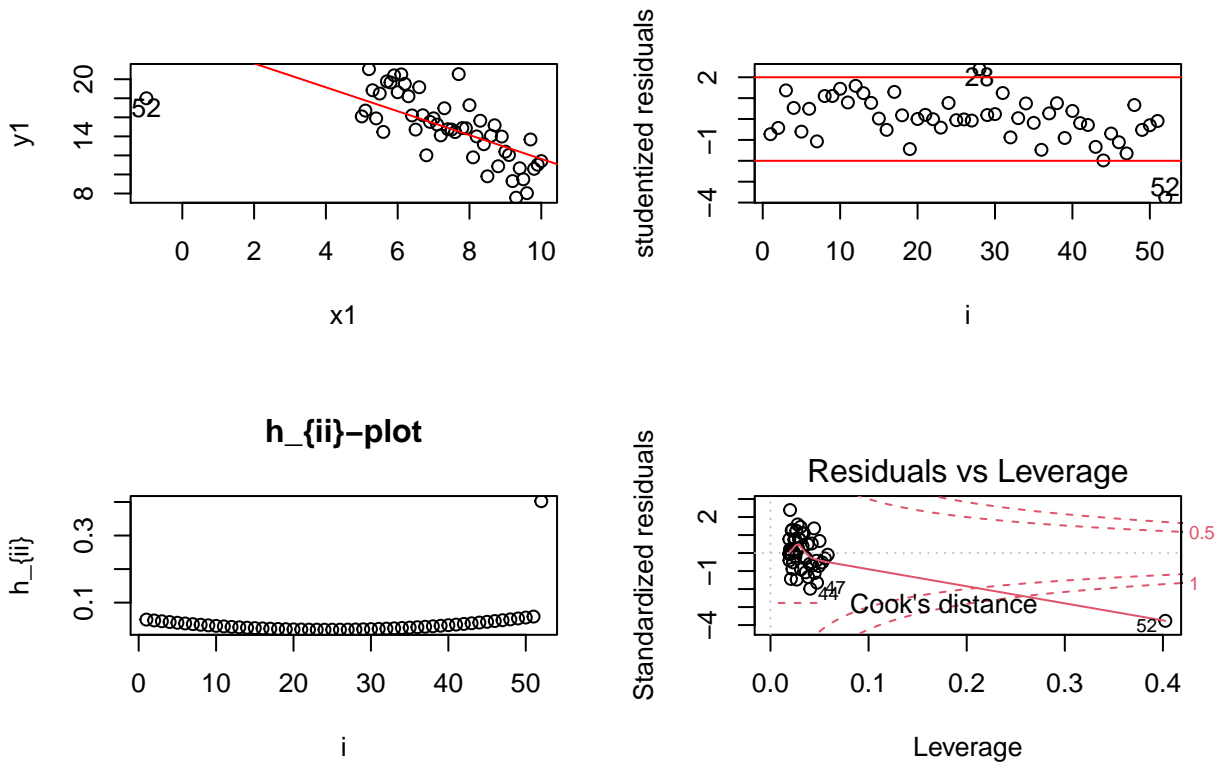 y1
20
14
8
52
0 2 4 6 8 10
x1
studentized residuals
2
-1
-4
2
52
0 10 20 30 40 50
i
h_{ii}-plot
h_{ii}
0.3
0.1
0 10 20 30 40 50
i
Residuals vs Leverage
Standardized residuals
2
-1
-4
0.5
1
47
44
Cook's distance
52
0.0 0.1 0.2 0.3 0.4
Leverage